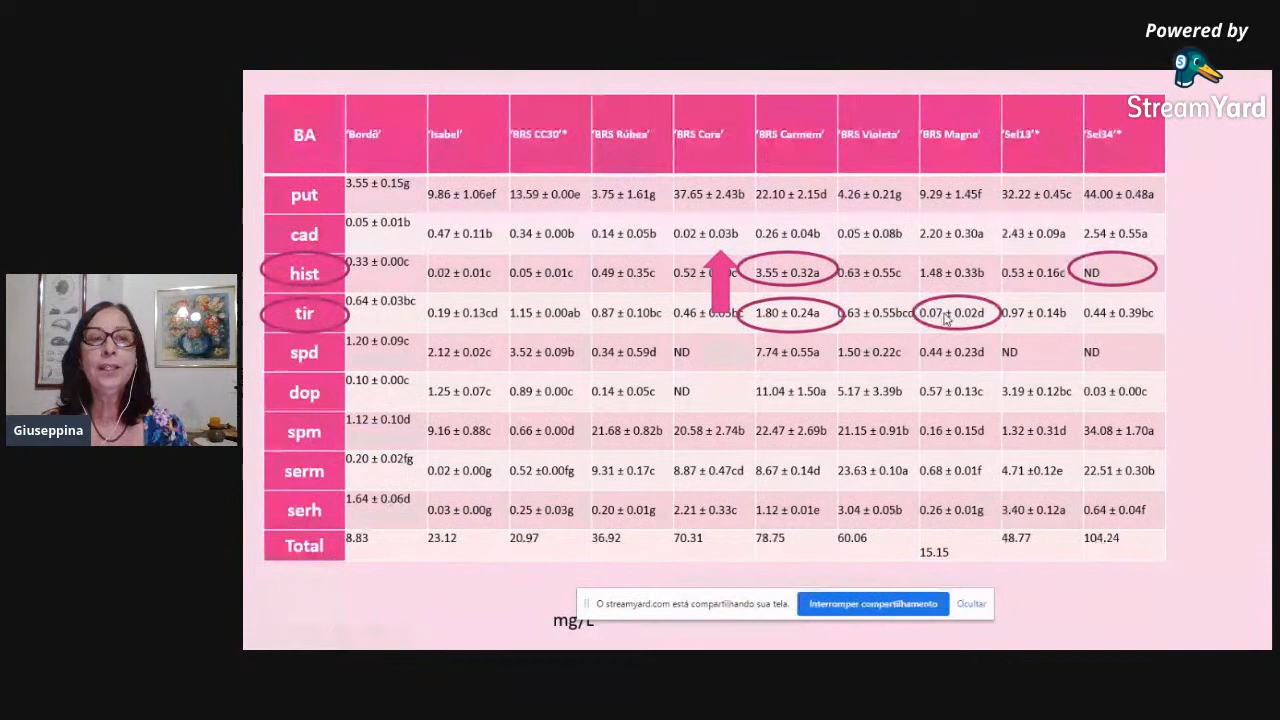 Powered by
StreamYard
BA 'Bordô' 'Isabel' 'BRS CC30'* 'BRS Rúbea' 'BRS Cora' 'BRS Carmem' 'BRS Violeta' 'BRS Magna' 'Sel13'* 'Sel34'*
put 3.55 ± 0.15g 9.86 ± 1.06ef 13.59 ± 0.00e 3.75 ± 1.61g 37.65 ± 2.43b 22.10 ± 2.15d 4.26 ± 0.21g 9.29 ± 1.45f 32.22 ± 0.45c 44.00 ± 0.48a
cad 0.05 ± 0.01b 0.47 ± 0.11b 0.34 ± 0.00b 0.14 ± 0.05b 0.02 ± 0.03b 0.26 ± 0.04b 0.05 ± 0.08b 2.20 ± 0.30a 2.43 ± 0.09a 2.54 ± 0.55a
hist 0.33 ± 0.00c 0.02 ± 0.01c 0.05 ± 0.01c 0.49 ± 0.35c 0.52 ± 3.55 ± 0.32a 0.63 ± 0.55c 1.48 ± 0.33b 0.53 ± 0.16c ND
tir 0.64 ± 0.03bc 0.19 ± 0.13cd 1.15 ± 0.00ab 0.87 ± 0.10bc 0.46 ± 1.80 ± 0.24a 0.63 ± 0.55bcd 0.07 ± 0.02d 0.97 ± 0.14b 0.44 ± 0.39bc
spd 1.20 ± 0.09c 2.12 ± 0.02c 3.52 ± 0.09b 0.34 ± 0.59d ND 7.74 ± 0.55a 1.50 ± 0.22c 0.44 ± 0.23d ND ND
dop 0.10 ± 0.00c 1.25 ± 0.07c 0.89 ± 0.00c 0.14 ± 0.05c ND 11.04 ± 1.50a 5.17 ± 3.39b 0.57 ± 0.13c 3.19 ± 0.12bc 0.03 ± 0.00c
spm 1.12 ± 0.10d 9.16 ± 0.88c 0.66 ± 0.00d 21.68 ± 0.82b 20.58 ± 2.74b 22.47 ± 2.69b 21.15 ± 0.91b 0.16 ± 0.15d 1.32 ± 0.31d 34.08 ± 1.70a
serm 0.20 ± 0.02fg 0.02 ± 0.00g 0.52 ±0.00fg 9.31 ± 0.17c 8.87 ± 0.47cd 8.67 ± 0.14d 23.63 ± 0.10a 0.68 ± 0.01f 4.71 ±0.12e 22.51 ± 0.30b
serh 1.64 ± 0.06d 0.03 ± 0.00g 0.25 ± 0.03g 0.20 ± 0.01g 2.21 ± 0.33c 1.12 ± 0.01e 3.04 ± 0.05b 0.26 ± 0.01g 3.40 ± 0.12a 0.64 ± 0.04f
Total 8.83 23.12 20.97 36.92 70.31 78.75 60.06 15.15 48.77 104.24
Giuseppina
O streamyard.com está compartilhando sua tela. Interromper compartilhamento Ocultar
mg/L